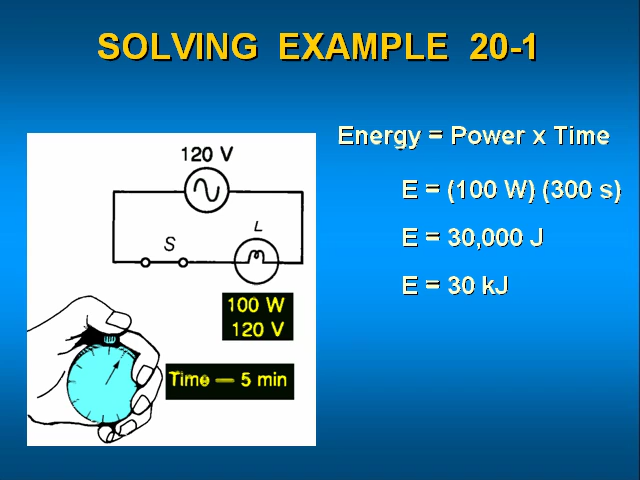 SOLVING EXAMPLE 20-1
Energy = Power x Time
E = (100 W) (300 s)
E = 30,000 J
E = 30 kJ
120 V
S
L
100 W
120 V
Time — 5 min